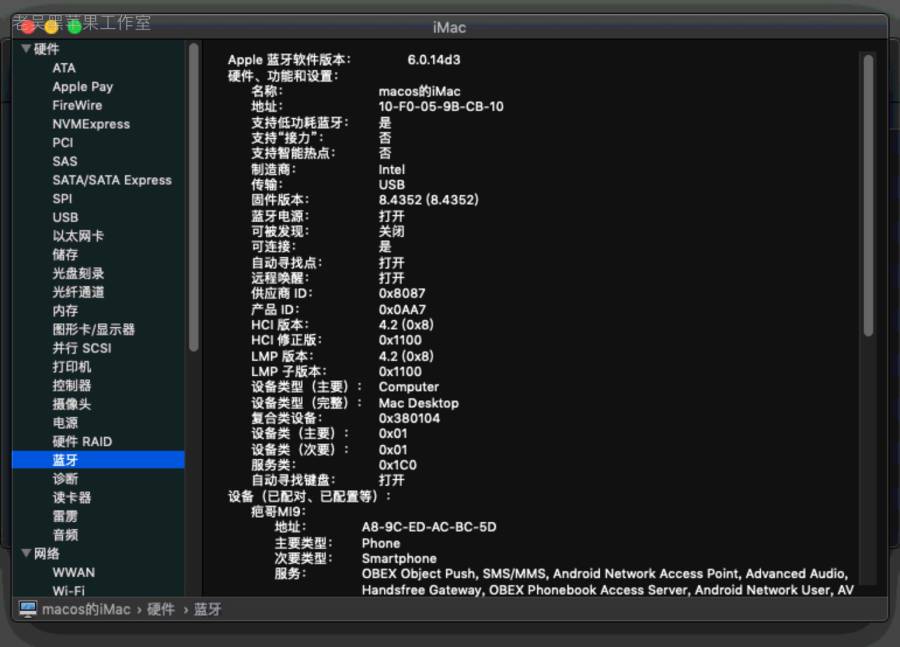 老吴黑苹果工作室
iMac
硬件
ATA
Apple Pay
FireWire
NVMExpress
PCI
SAS
SATA/SATA Express
SPI
USB
以太网卡
储存
光盘刻录
光纤通道
内存
图形卡/显示器
并行 SCSI
打印机
控制器
摄像头
电源
硬件 RAID
蓝牙
诊断
读卡器
雷雳
音频
网络
WWAN
Wi-Fi
Apple 蓝牙软件版本： 6.0.14d3
硬件、功能和设置：
名称： macos的iMac
地址： 10-F0-05-9B-CB-10
支持低功耗蓝牙： 是
支持“接力”： 否
支持智能热点： 否
制造商： Intel
传输： USB
固件版本： 8.4352 (8.4352)
蓝牙电源： 打开
可被发现： 关闭
可连接： 是
自动寻找点： 打开
远程唤醒： 打开
供应商 ID： 0x8087
产品 ID： 0x0AA7
HCI 版本： 4.2 (0x8)
HCI 修正版： 0x1100
LMP 版本： 4.2 (0x8)
LMP 子版本： 0x1100
设备类型（主要）： Computer
设备类型（完整）： Mac Desktop
复合类设备： 0x380104
设备类（主要）： 0x01
设备类（次要）： 0x01
服务类： 0x1C0
自动寻找键盘： 打开
设备（已配对、已配置等）：
疤哥MI9：
地址： A8-9C-ED-AC-BC-5D
主要类型： Phone
次要类型： Smartphone
服务： OBEX Object Push, SMS/MMS, Android Network Access Point, Advanced Audio,
Handsfree Gateway, OBEX Phonebook Access Server, Android Network User, AV
macos的iMac › 硬件 › 蓝牙